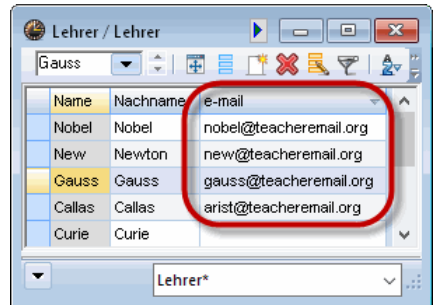 Lehrer / Lehrer
Gauss
Name Nachname e-mail
Nobel Nobel nobel@teacheremail.org
New Newton new@teacheremail.org
Gauss Gauss gauss@teacheremail.org
Callas Callas arist@teacheremail.org
Curie Curie
Lehrer*